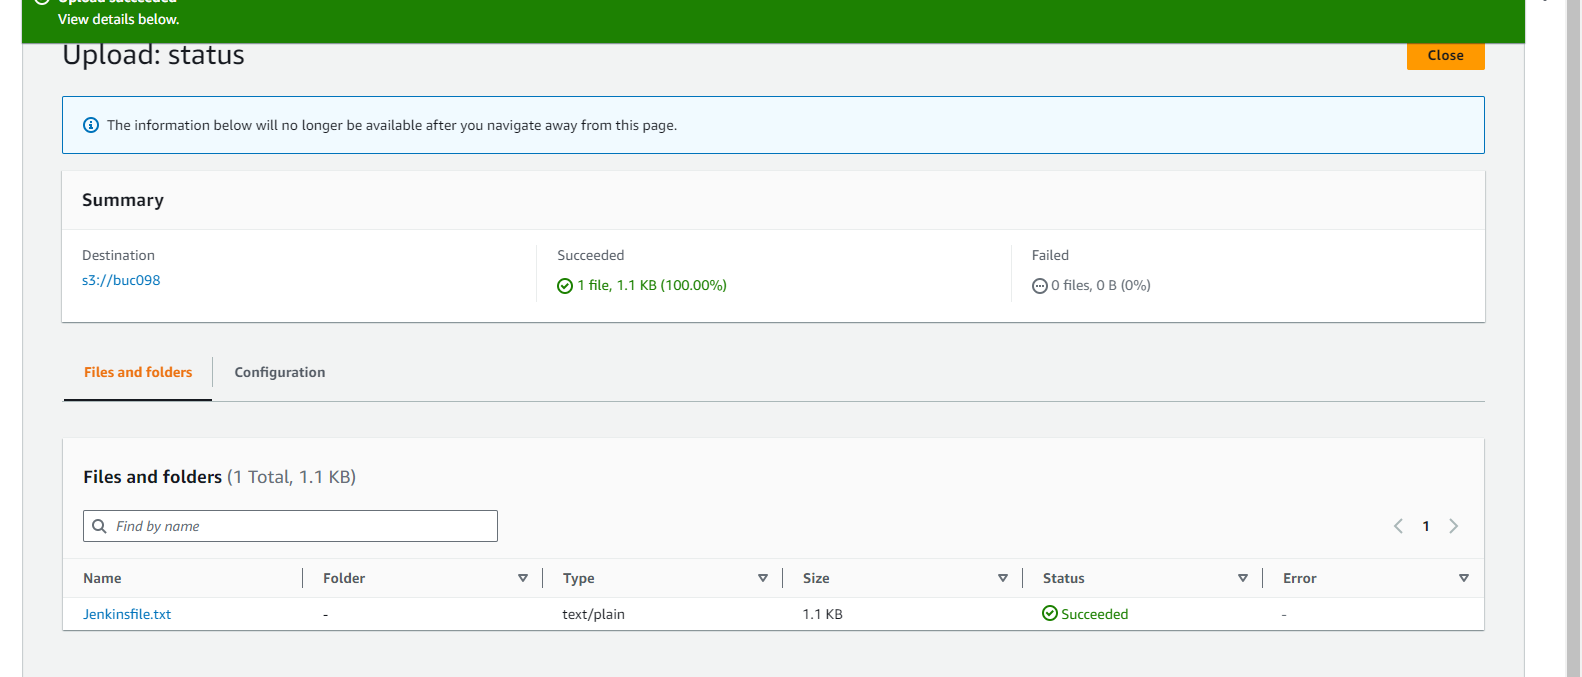 Upload succeeded
View details below.
Upload: status
Close
The information below will no longer be available after you navigate away from this page.
Summary
Destination
s3://buc098
Succeeded
1 file, 1.1 KB (100.00%)
Failed
0 files, 0 B (0%)
Files and folders
Configuration
Files and folders (1 Total, 1.1 KB)
Find by name
1
Name Folder Type Size Status Error
Jenkinsfile.txt - text/plain 1.1 KB Succeeded -